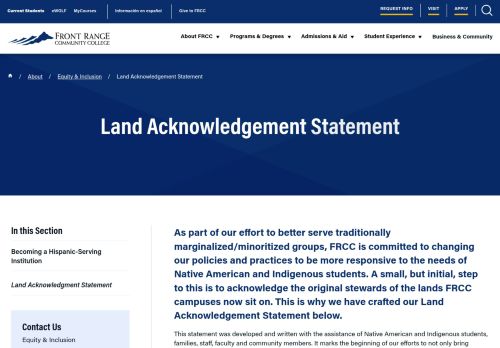 Current Students eWOLF MyCourses Información en español Give to FRCC REQUEST INFO VISIT APPLY
FRONT RANGE
COMMUNITY COLLEGE
About FRCC Programs & Degrees Admissions & Aid Student Experience Business & Community
/ About / Equity & Inclusion / Land Acknowledgement Statement
Land Acknowledgement Statement
In this Section
Becoming a Hispanic-Serving
Institution
Land Acknowledgment Statement
Contact Us
Equity & Inclusion
As part of our effort to better serve traditionally
marginalized/minoritized groups, FRCC is committed to changing
our policies and practices to be more responsive to the needs of
Native American and Indigenous students. A small, but initial, step
to this is to acknowledge the original stewards of the lands FRCC
campuses now sit on. This is why we have crafted our Land
Acknowledgement Statement below.
This statement was developed and written with the assistance of Native American and Indigenous students,
families, staff, faculty and community members. It marks the beginning of our efforts to not only bring